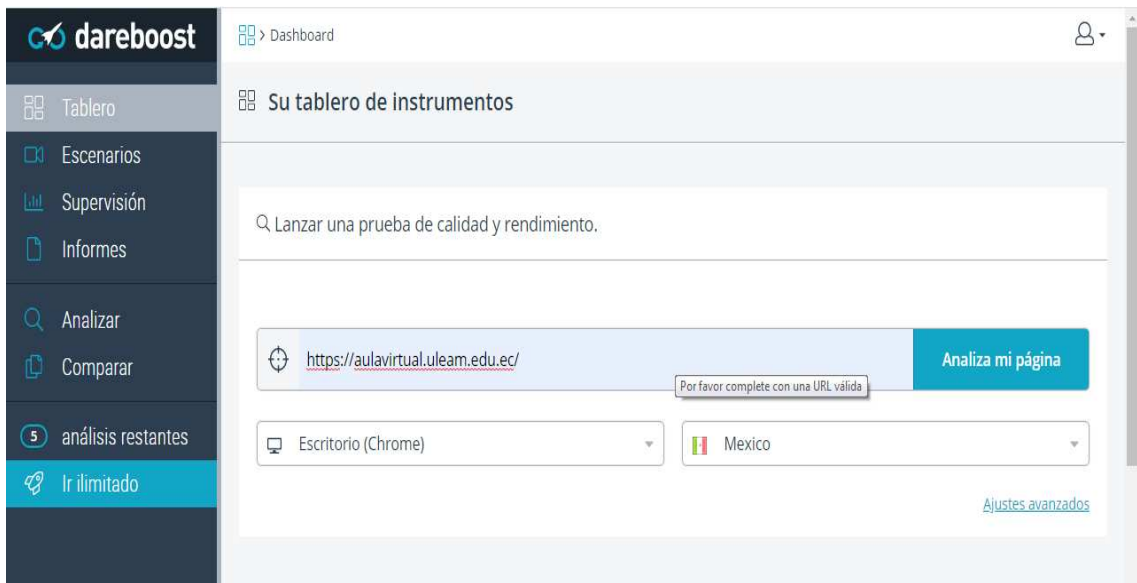 dareboost
Tablero
Escenarios
Supervisión
Informes
Analizar
Comparar
5 análisis restantes
Ir ilimitado
> Dashboard
Su tablero de instrumentos
Lanzar una prueba de calidad y rendimiento.
https://aulavirtual.uleam.edu.ec/
Analiza mi página
Por favor complete con una URL válida
Escritorio (Chrome)
Mexico
Ajustes avanzados